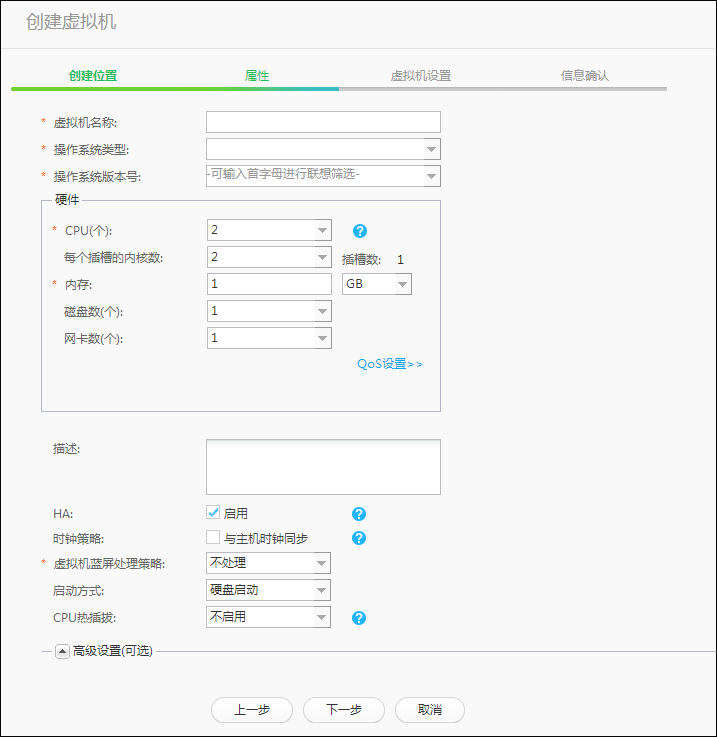 创建虚拟机
创建位置 属性 虚拟机设置 信息确认
* 虚拟机名称:
* 操作系统类型:
* 操作系统版本号: -可输入首字母进行联想筛选-
硬件
* CPU(个): 2
每个插槽的内核数: 2 插槽数: 1
* 内存: 1 GB
磁盘数(个): 1
网卡数(个): 1
QoS设置>>
描述:
HA: 启用
时钟策略: 与主机时钟同步
* 虚拟机蓝屏处理策略: 不处理
启动方式: 硬盘启动
CPU热插拔: 不启用
高级设置(可选)
上一步 下一步 取消